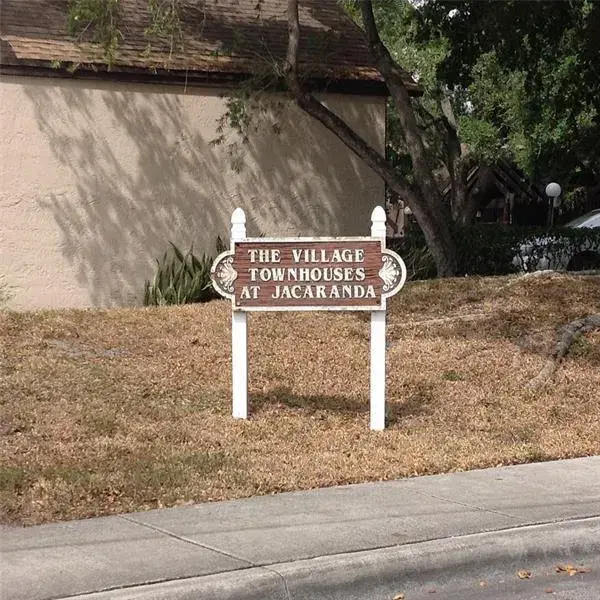 THE VILLAGE
TOWNHOUSES
AT JACARANDA